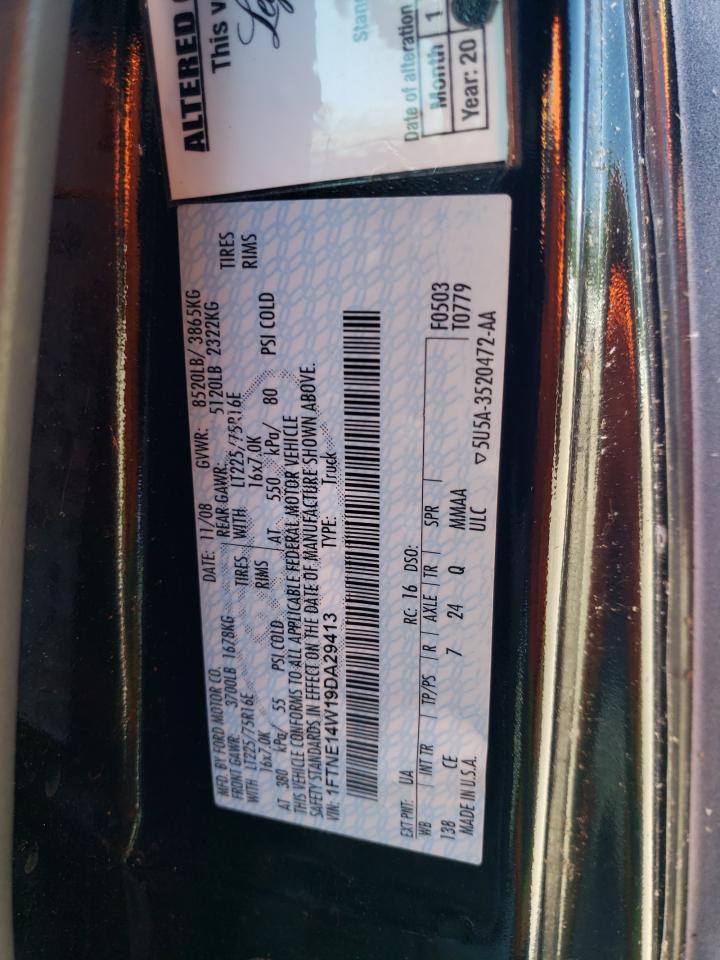 ALTERED
This v
Date of alteration
Month 1
Year: 20
MFD. BY FORD MOTOR CO. DATE: 11/08 GVWR: 8520LB/ 3865KG
FRONT GAWR: 3700LB 1678KG REAR GAWR: 5120LB 2322KG
WITH LT225/75R16E TIRES WITH LT225/75R16E TIRES
16x7.0K RIMS 16x7.0K RIMS
AT 380 kPa/ 55 PSI COLD AT 550 kPa/ 80 PSI COLD
THIS VEHICLE CONFORMS TO ALL APPLICABLE FEDERAL MOTOR VEHICLE
SAFETY STANDARDS IN EFFECT ON THE DATE OF MANUFACTURE SHOWN ABOVE.
VIN: 1FTNE14W19DA29413 TYPE: Truck
EXT PNT: UA RC: 16 DSO: F0503
WB INT TR TP/PS R AXLE TR SPR T0779
138 CE 7 24 Q MMAA
MADE IN U.S.A. ULC ▽5U5A-3520472-AA